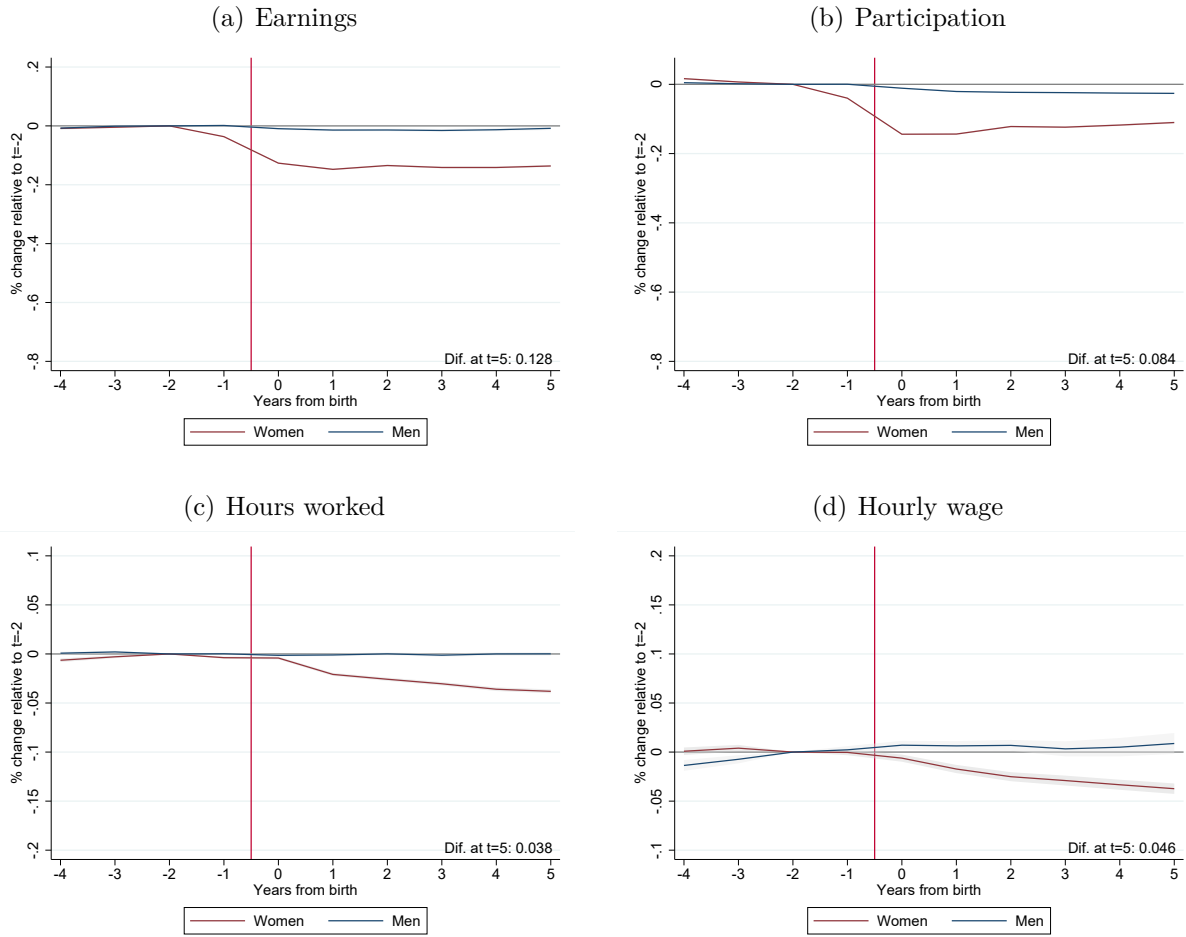 (a) Earnings
% change relative to t=-2
.2
0
-.2
-.4
-.6
-.8
Dif. at t=5: 0.128
-4 -3 -2 -1 0 1 2 3 4 5
Years from birth
Women Men
(b) Participation
% change relative to t=-2
0
-.2
-.4
-.6
-.8
Dif. at t=5: 0.084
-4 -3 -2 -1 0 1 2 3 4 5
Years from birth
Women Men
(c) Hours worked
% change relative to t=-2
.1
.05
0
-.05
-.1
-.15
-.2
Dif. at t=5: 0.038
-4 -3 -2 -1 0 1 2 3 4 5
Years from birth
Women Men
(d) Hourly wage
% change relative to t=-2
.2
.15
.1
.05
0
-.05
-.1
Dif. at t=5: 0.046
-4 -3 -2 -1 0 1 2 3 4 5
Years from birth
Women Men